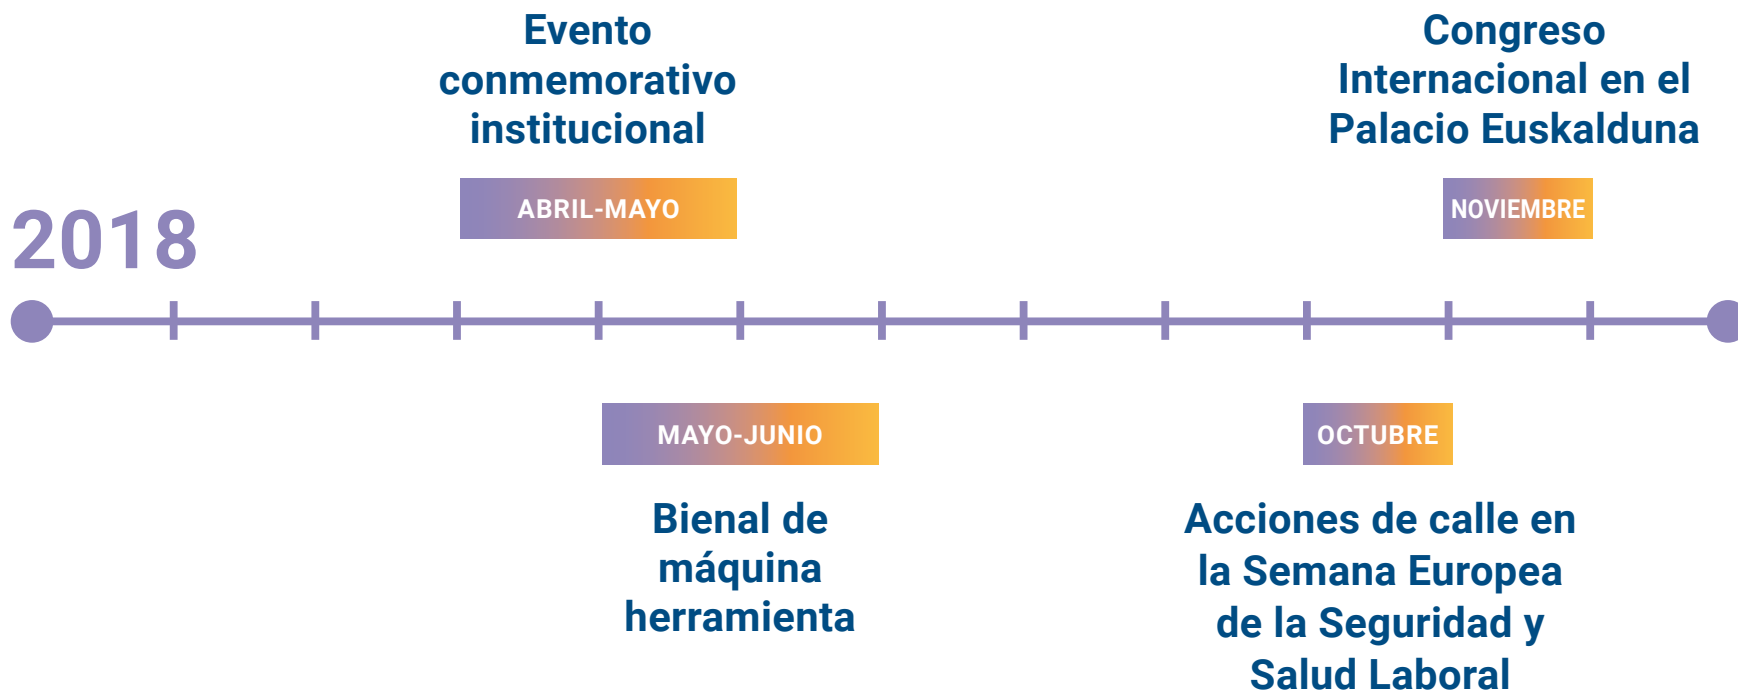 Evento
conmemorativo
institucional
Congreso
Internacional en el
Palacio Euskalduna
ABRIL-MAYO
NOVIEMBRE
2018
MAYO-JUNIO
OCTUBRE
Bienal de
máquina
herramienta
Acciones de calle en
la Semana Europea
de la Seguridad y
Salud Laboral